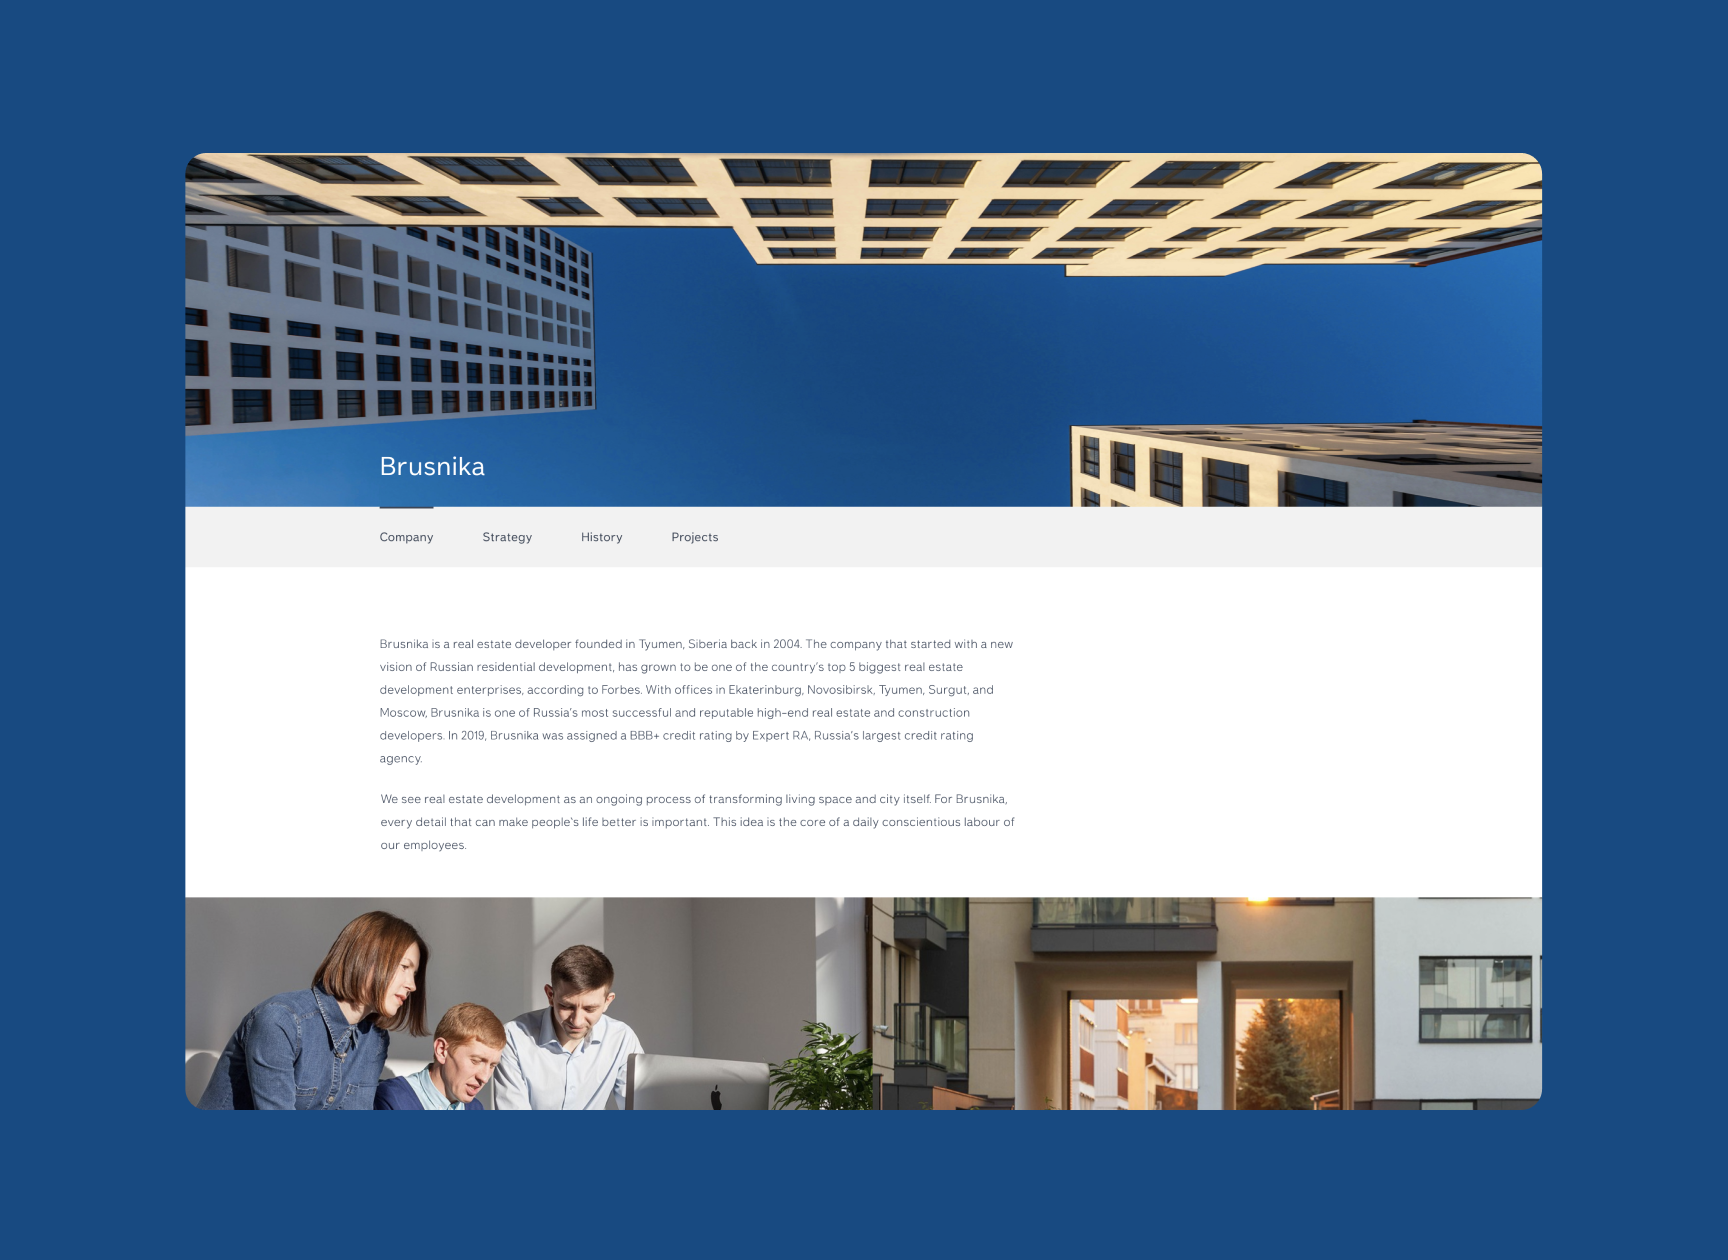 Brusnika
Company Strategy History Projects
Brusnika is a real estate developer founded in Tyumen, Siberia back in 2004. The company that started with a new
vision of Russian residential development, has grown to be one of the country's top 5 biggest real estate
development enterprises, according to Forbes. With offices in Ekaterinburg, Novosibirsk, Tyumen, Surgut, and
Moscow, Brusnika is one of Russia's most successful and reputable high-end real estate and construction
developers. In 2019, Brusnika was assigned a BBB+ credit rating by Expert RA, Russia's largest credit rating
agency.
We see real estate development as an ongoing process of transforming living space and city itself. For Brusnika,
every detail that can make people's life better is important. This idea is the core of a daily conscientious labour of
our employees.